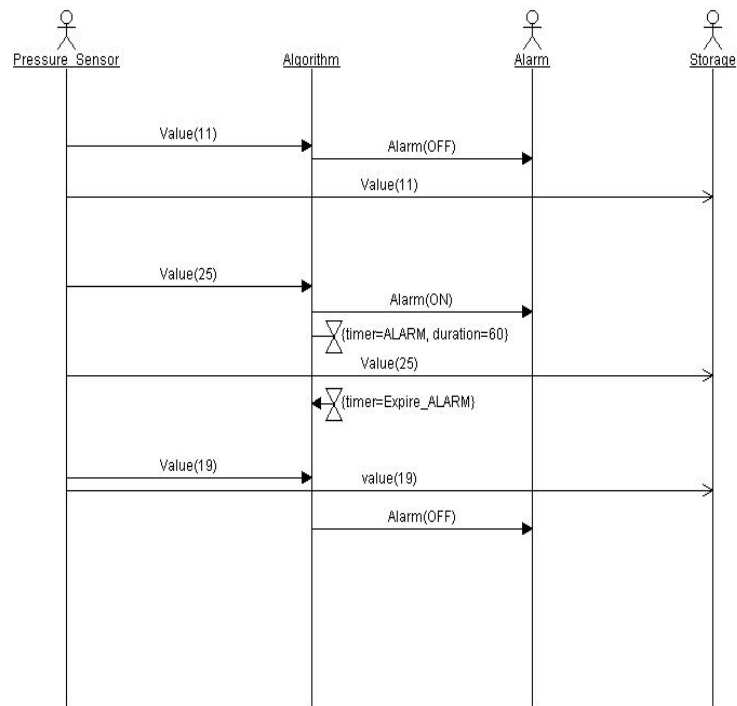 Pressure_Sensor Algorithm Alarm Storage
Value(11)
Alarm(OFF)
Value(11)
Value(25)
Alarm(ON)
{timer=ALARM, duration=60}
Value(25)
{timer=Expire_ALARM}
Value(19)
value(19)
Alarm(OFF)